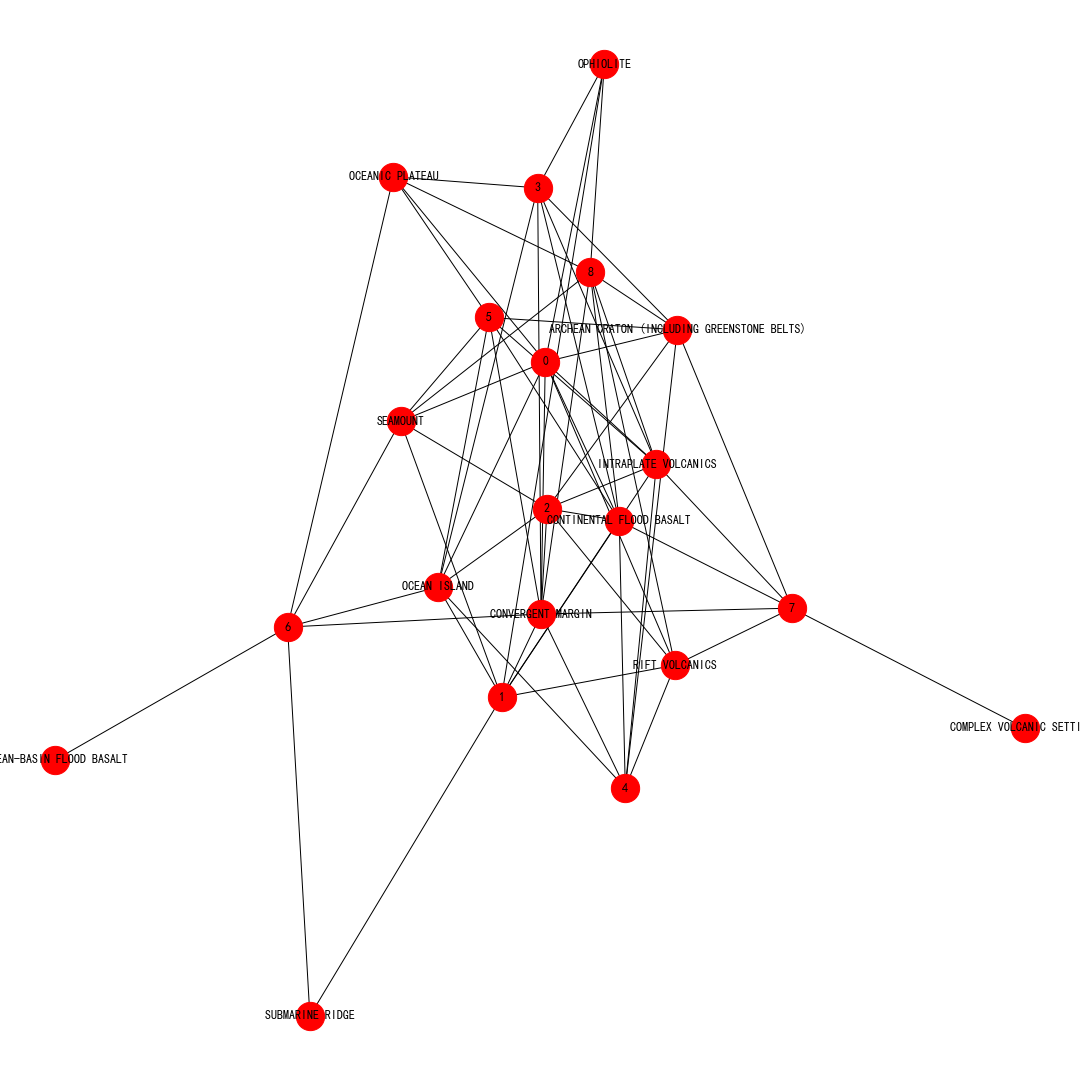 OPHIOLITE
OCEANIC PLATEAU
3
8
5
ARCHEAN CRATON (INCLUDING GREENSTONE BELTS)
0
SEAMOUNT
INTRAPLATE VOLCANICS
2
CONTINENTAL FLOOD BASALT
OCEAN ISLAND
CONVERGENT MARGIN
7
6
RIFT VOLCANICS
1
COMPLEX VOLCANIC SETTI
EAN-BASIN FLOOD BASALT
4
SUBMARINE RIDGE